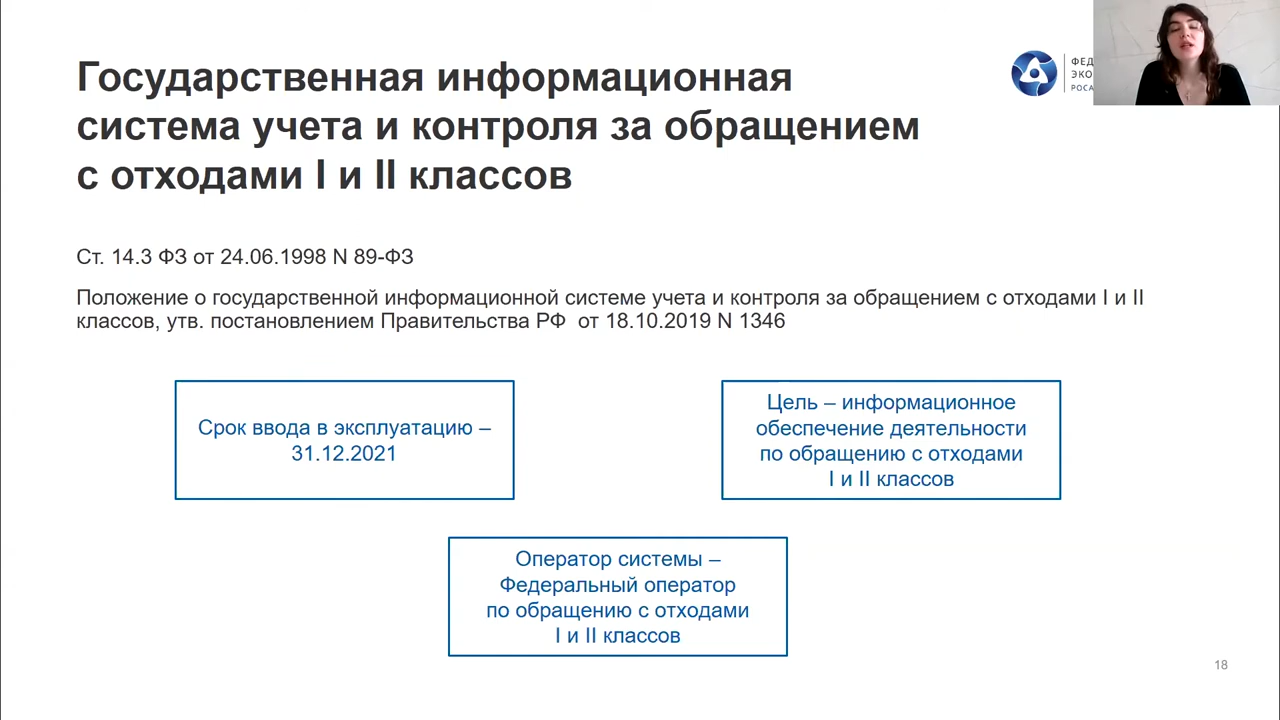 Государственная информационная
система учета и контроля за обращением
с отходами I и II классов
Ст. 14.3 ФЗ от 24.06.1998 N 89-ФЗ
Положение о государственной информационной системе учета и контроля за обращением с отходами I и II
классов, утв. постановлением Правительства РФ от 18.10.2019 N 1346
Срок ввода в эксплуатацию –
31.12.2021
Цель – информационное
обеспечение деятельности
по обращению с отходами
I и II классов
Оператор системы –
Федеральный оператор
по обращению с отходами
I и II классов
18